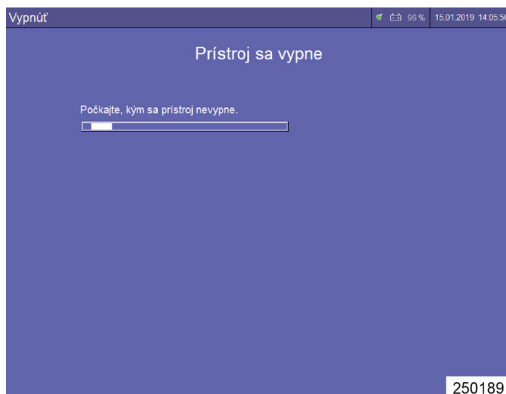 Vypnúť 96 % 15.01.2019 14:05:56
Prístroj sa vypne
Počkajte, kým sa prístroj nevypne.
250189